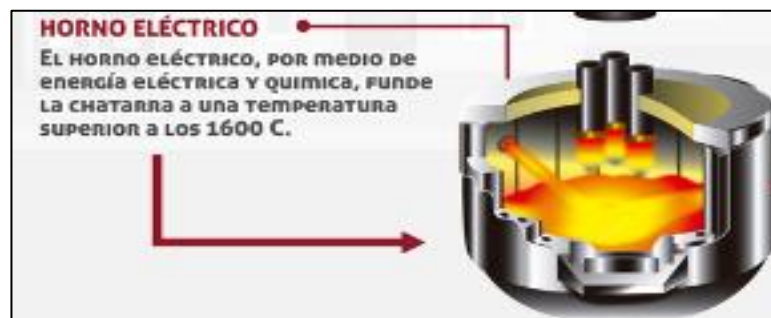 HORNO ELÉCTRICO
EL HORNO ELÉCTRICO, POR MEDIO DE
ENERGÍA ELÉCTRICA Y QUIMICA, FUNDE
LA CHATARRA A UNA TEMPERATURA
SUPERIOR A LOS 1600 C.